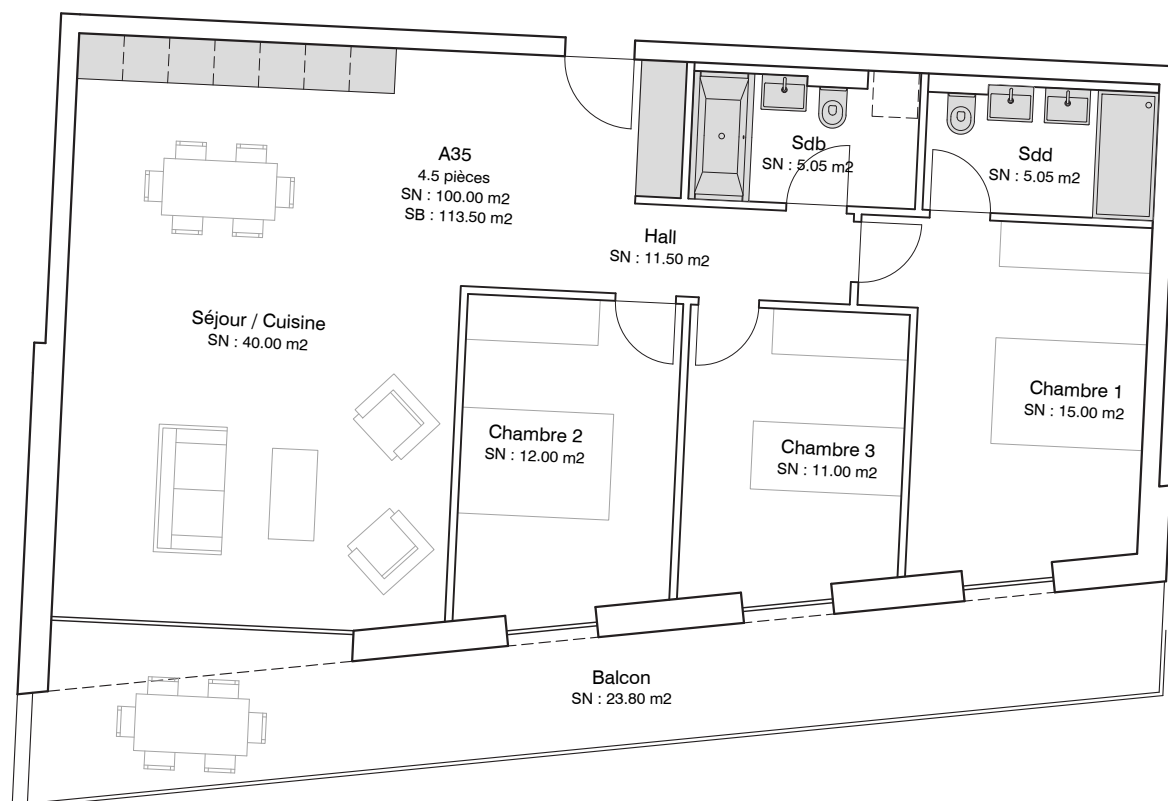 A35
4.5 pièces
SN : 100.00 m2
SB : 113.50 m2
Sdb
SN : 5.05 m2
Sdd
SN : 5.05 m2
Hall
SN : 11.50 m2
Séjour / Cuisine
SN : 40.00 m2
Chambre 1
SN : 15.00 m2
Chambre 2
SN : 12.00 m2
Chambre 3
SN : 11.00 m2
Balcon
SN : 23.80 m2